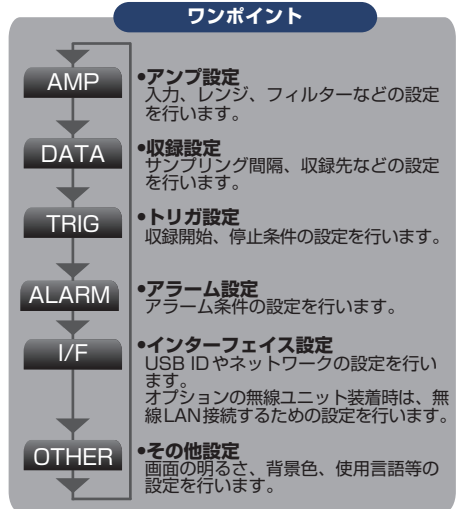 ワンポイント
AMP
•アンプ設定
入力、レンジ、フィルターなどの設定
を行います。
DATA
•収録設定
サンプリング間隔、収録先などの設定
を行います。
TRIG
•トリガ設定
収録開始、停止条件の設定を行います。
ALARM
•アラーム設定
アラーム条件の設定を行います。
I/F
•インターフェイス設定
USB IDやネットワークの設定を行い
ます。
オプションの無線ユニット装着時は、無
線LAN接続するための設定を行います。
OTHER
•その他設定
画面の明るさ、背景色、使用言語等の
設定を行います。